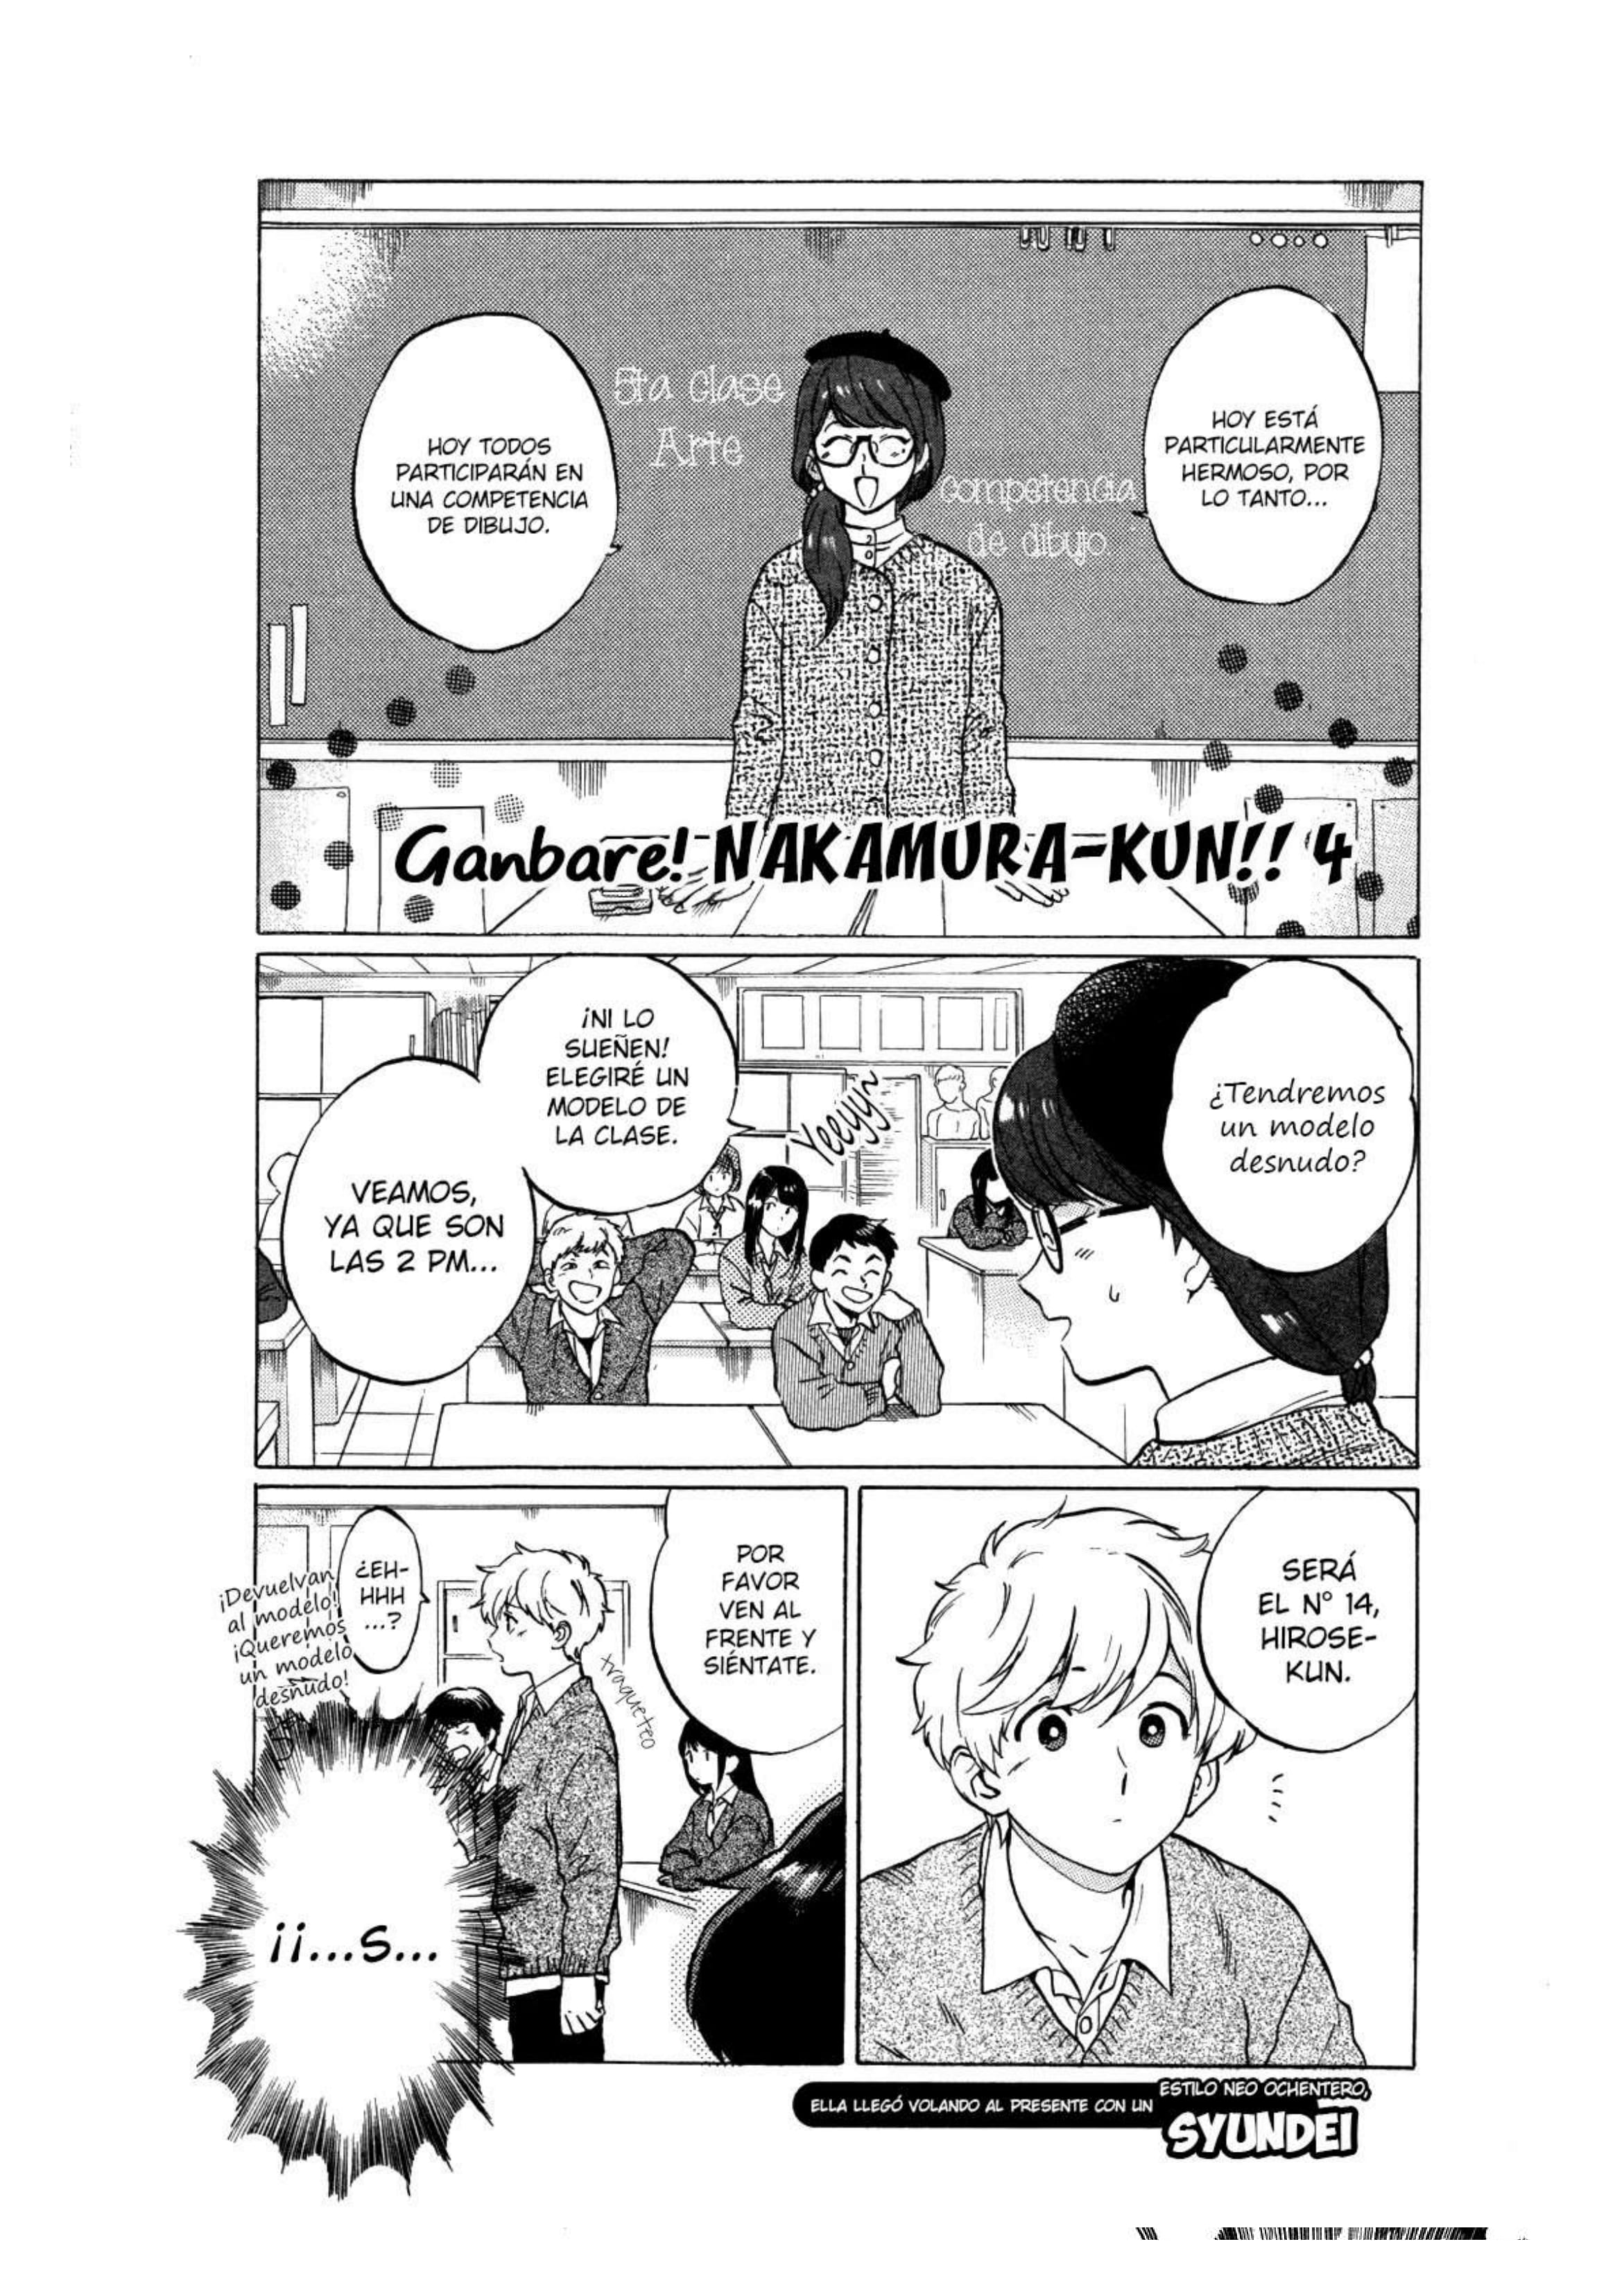 HOY ESTÁ
PARTICULARMENTE
HERMOSO, POR
LO TANTO...
5ta Clase
Arte
competencia
de dibujo
HOY TODOS
PARTICIPARÁN EN
UNA COMPETENCIA
DE DIBUJO.
Ganbare! NAKAMURA-KUN!! 4
¿Tendremos
un modelo
desnudo?
Yeeyy~
¡NI LO
SUEÑEN!
ELEGIRÉ UN
MODELO DE
LA CLASE.
VEAMOS,
YA QUE SON
LAS 2 PM...
SERÁ
EL N° 14,
HIROSE-
KUN.
POR
FAVOR
VEN AL
FRENTE Y
SIÉNTATE.
xraqueteo
¿EH-
HHH
...?
¡Devuelvan
al modelo!
¡Queremos
un modelo
desnudo!
¡¡...S...
ELLA LLEGÓ VOLANDO AL PRESENTE CON UN
ESTILO NEO OCHENTERO,
SYUNDEI